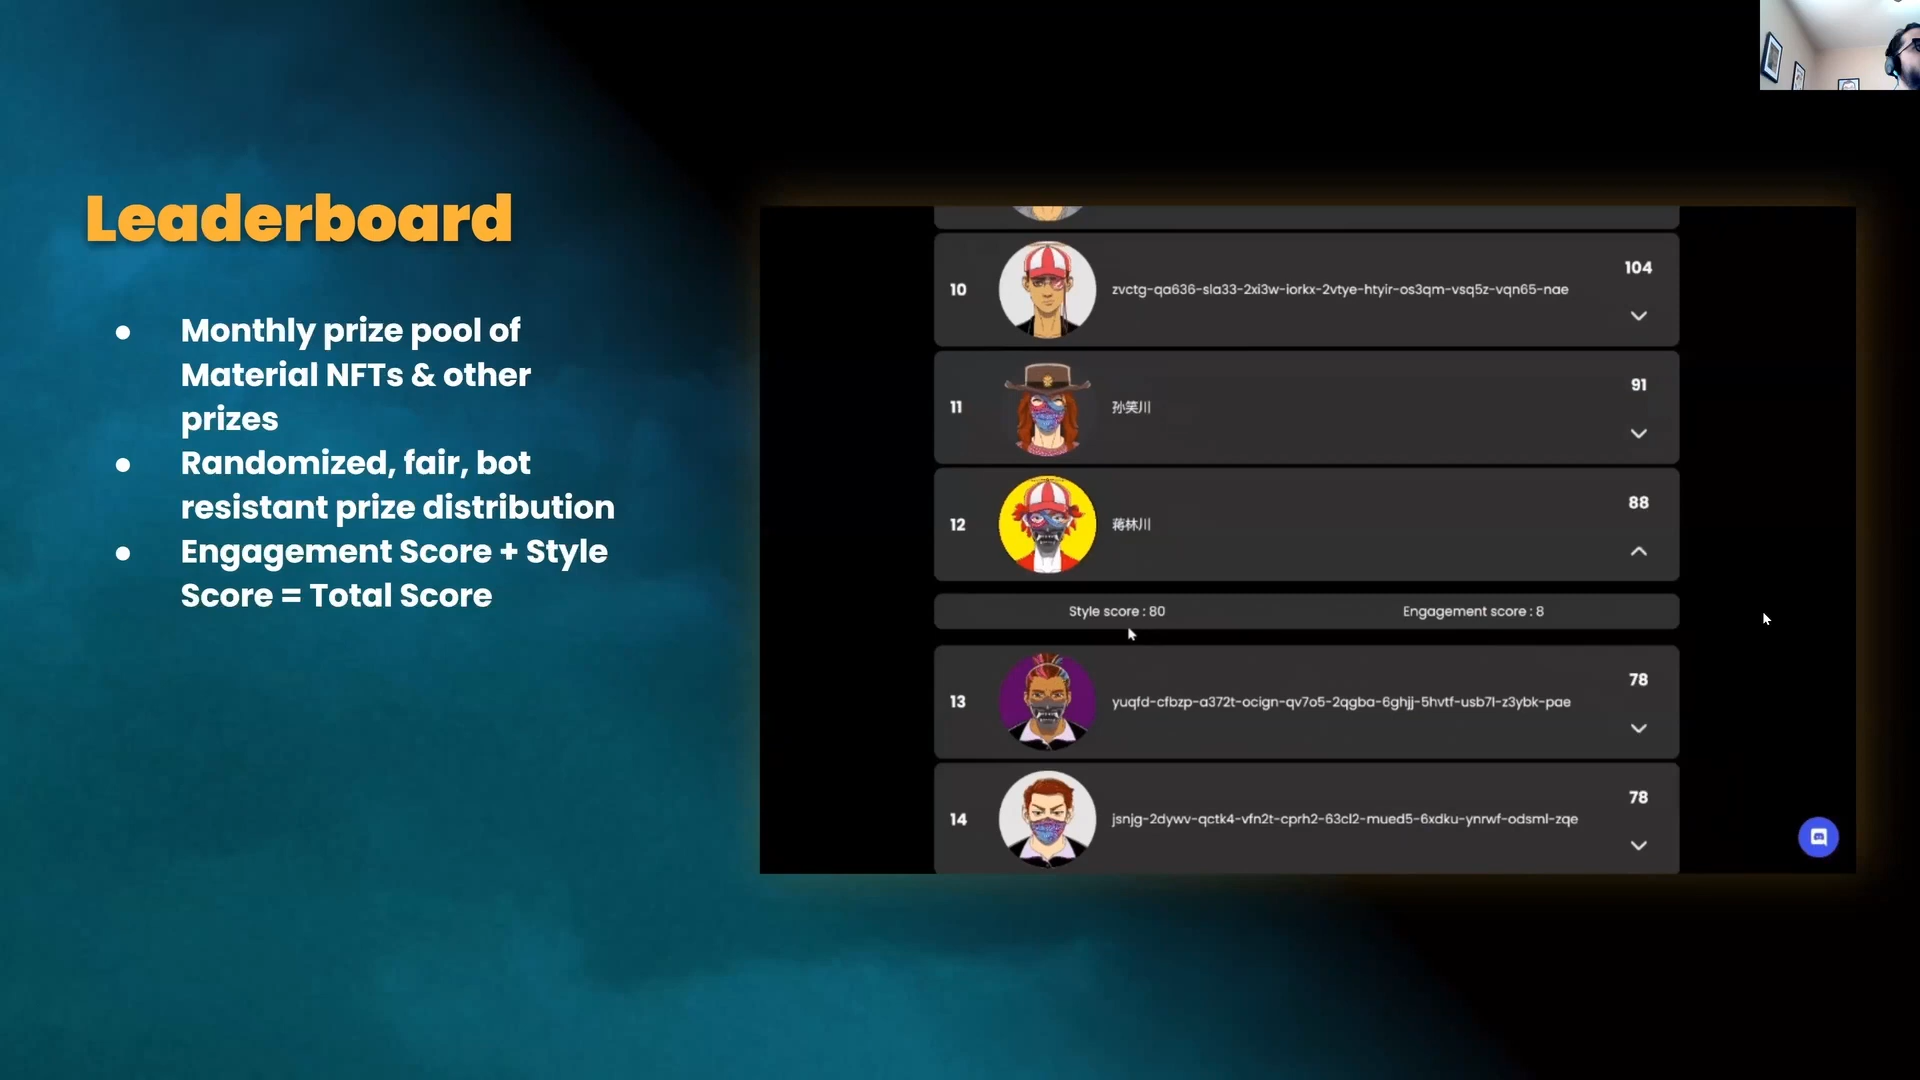 Leaderboard
Monthly prize pool of
Material NFTs & other
prizes
Randomized, fair, bot
resistant prize distribution
Engagement Score + Style
Score = Total Score
10
zvctg-qa636-sla33-2xi3w-iorkx-2vtye-htyir-os3qm-vsq5z-vqn65-nae
104
11
孙笑川
91
12
蒋林川
88
Style score : 80
Engagement score : 8
13
yuqfd-cfbzp-a372t-ocign-qv7o5-2qgba-6ghjj-5hvtf-usb7l-z3ybk-pae
78
14
jsnjg-2dywv-qctk4-vfn2t-cprh2-63cl2-mued5-6xdku-ynrwf-odsml-zqe
78